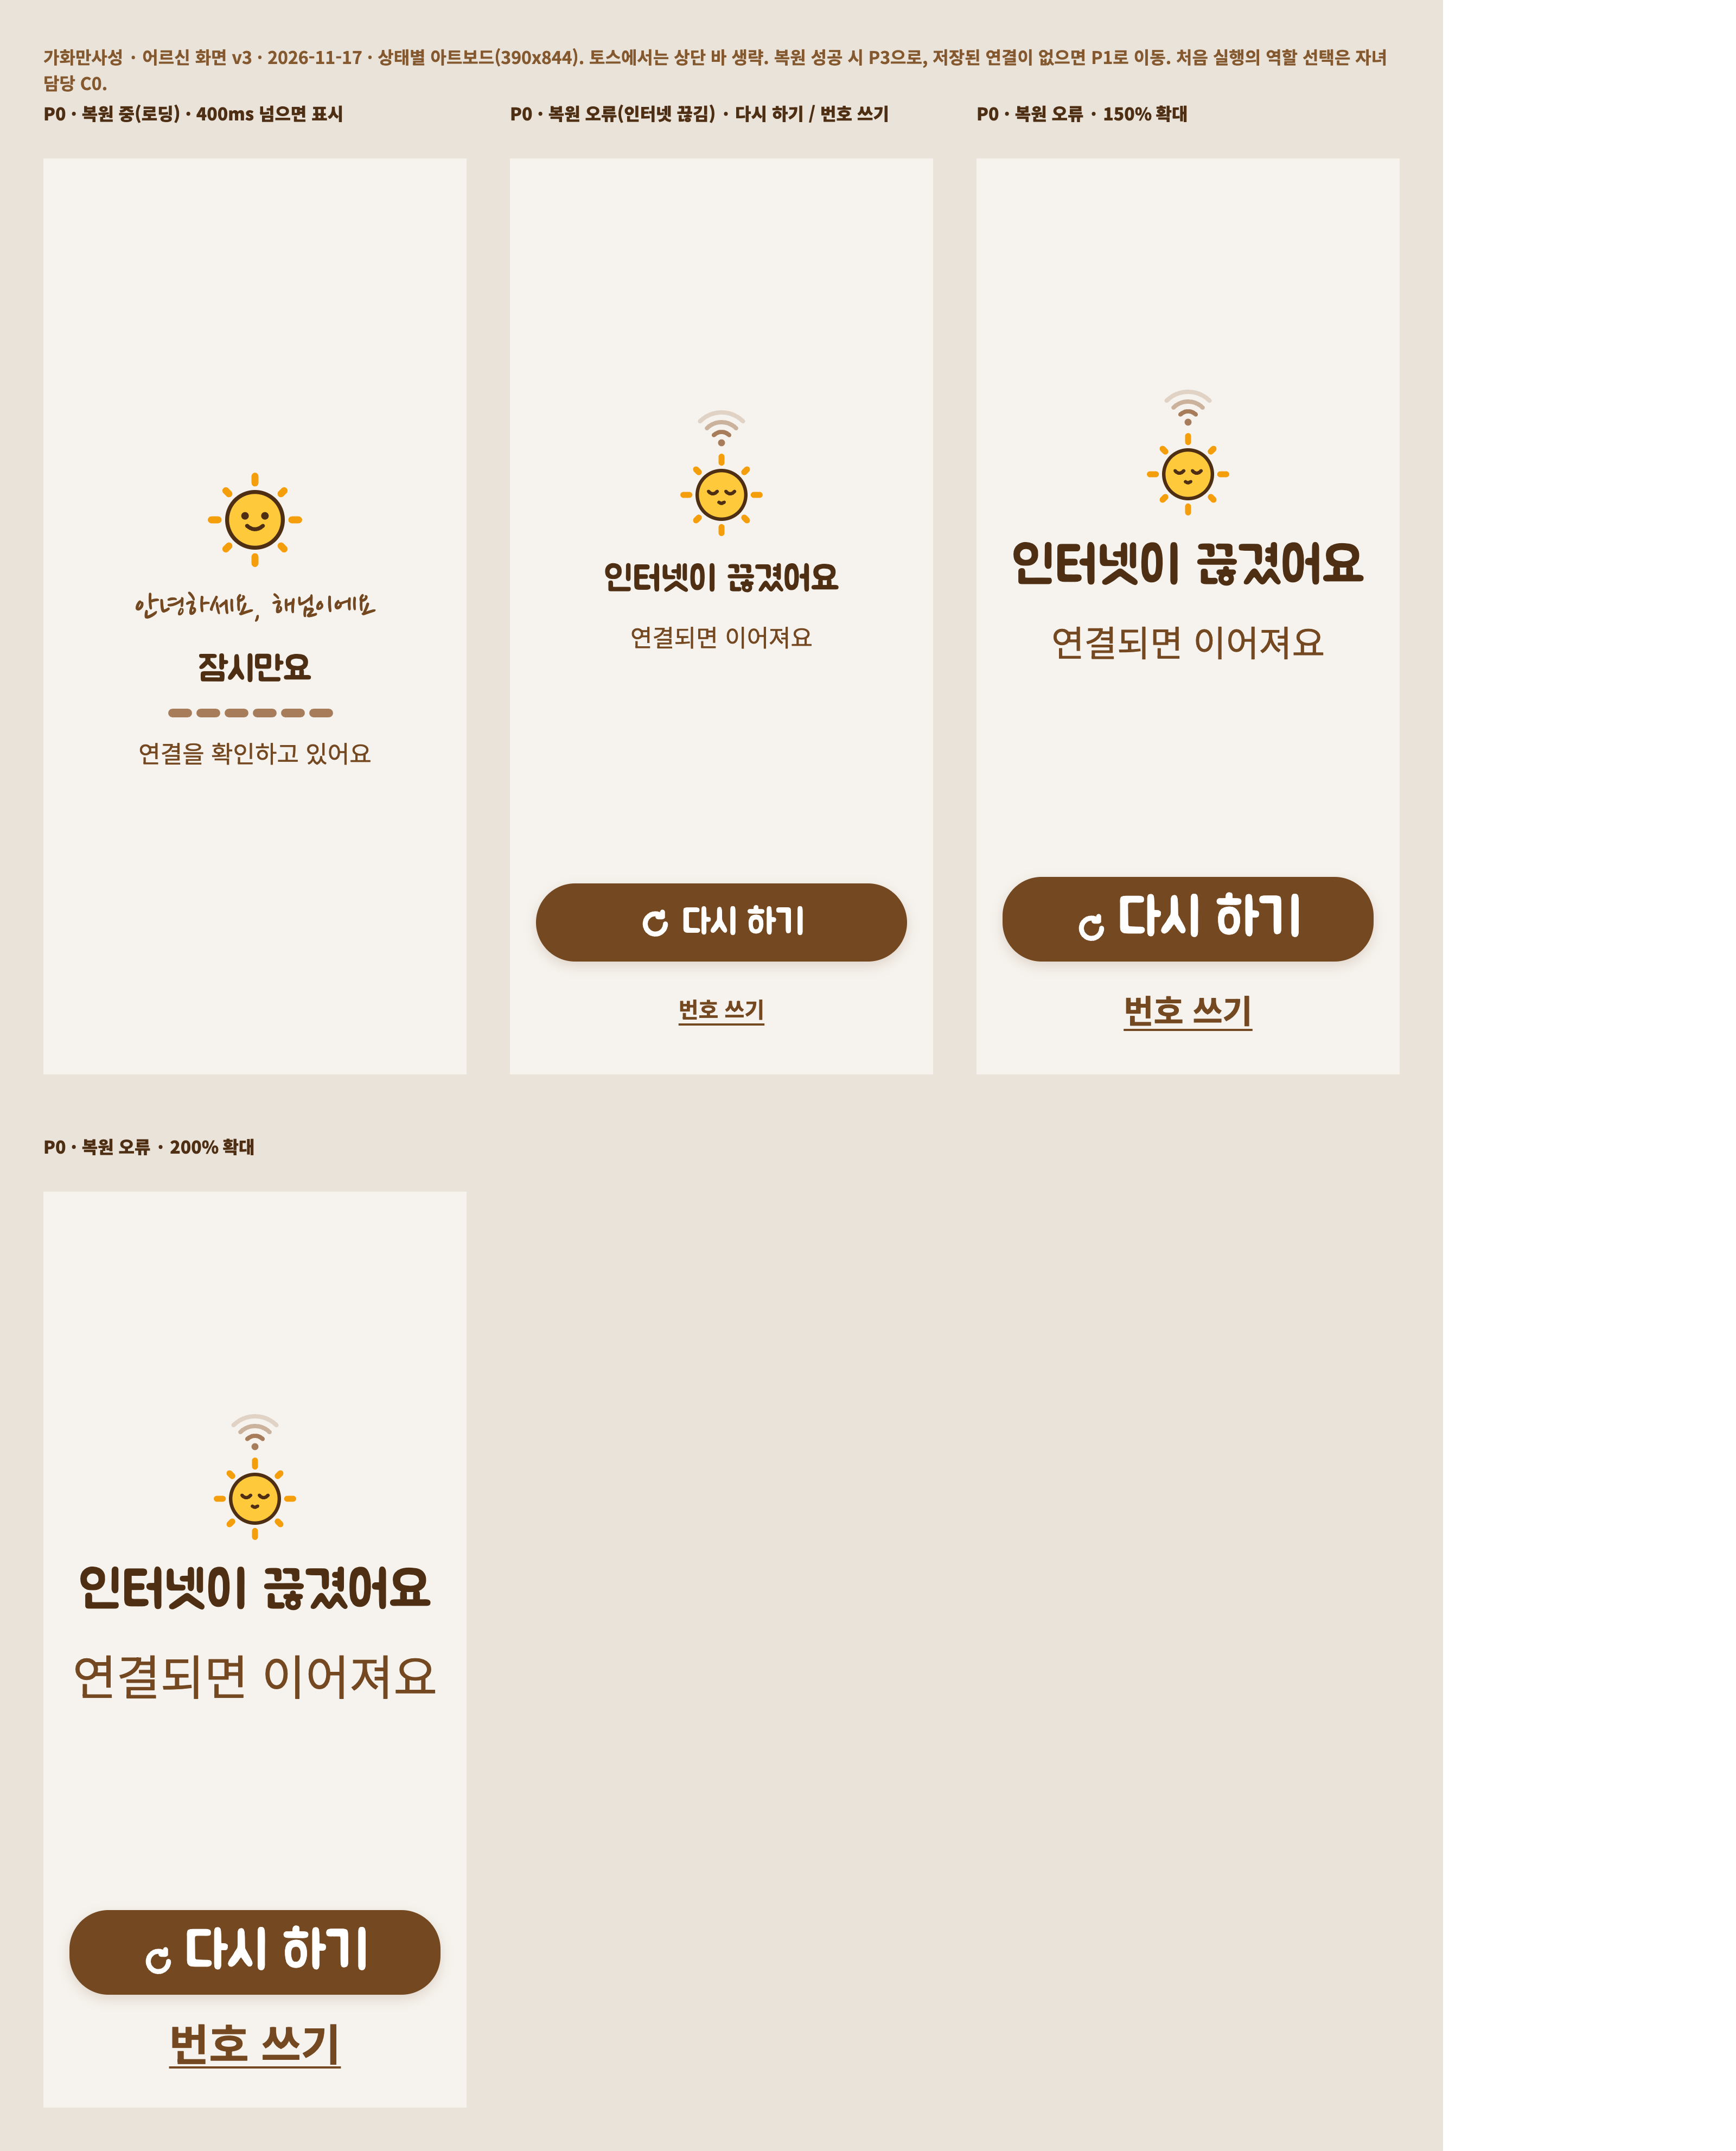 가화만사성 · 어르신 화면 v3 · 2026-11-17 · 상태별 아트보드(390x844). 토스에서는 상단 바 생략. 복원 성공 시 P3으로, 저장된 연결이 없으면 P1로 이동. 처음 실행의 역할 선택은 자녀
담당 C0.
P0 · 복원 중(로딩) · 400ms 넘으면 표시
안녕하세요, 해님이에요
잠시만요
연결을 확인하고 있어요
P0 · 복원 오류(인터넷 끊김) · 다시 하기 / 번호 쓰기
인터넷이 끊겼어요
연결되면 이어져요
다시 하기
번호 쓰기
P0 · 복원 오류 · 150% 확대
인터넷이 끊겼어요
연결되면 이어져요
다시 하기
번호 쓰기
P0 · 복원 오류 · 200% 확대
인터넷이 끊겼어요
연결되면 이어져요
다시 하기
번호 쓰기